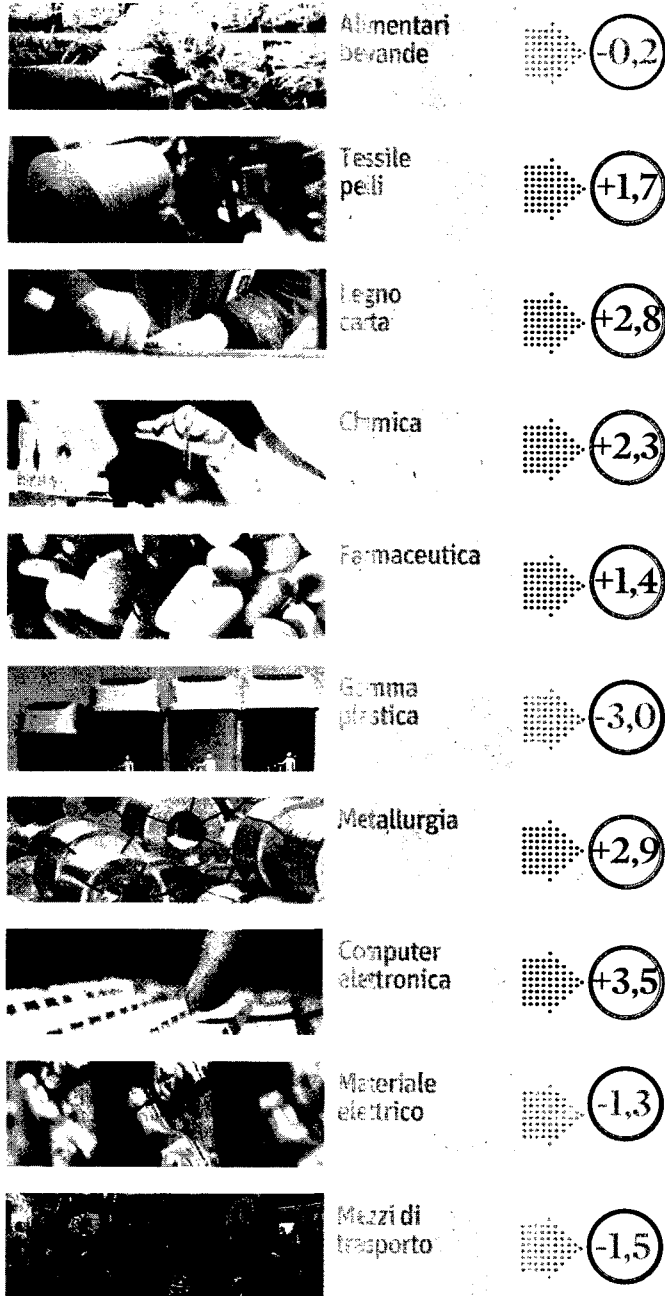 Alimentari
bevande
-0,2
Tessile
pelli
+1,7
Legno
carta
+2,8
Chimica
+2,3
Farmaceutica
+1,4
Gomma
plastica
-3,0
Metallurgia
+2,9
Computer
elettronica
+3,5
Materiale
elettrico
-1,3
Mezzi di
trasporto
-1,5